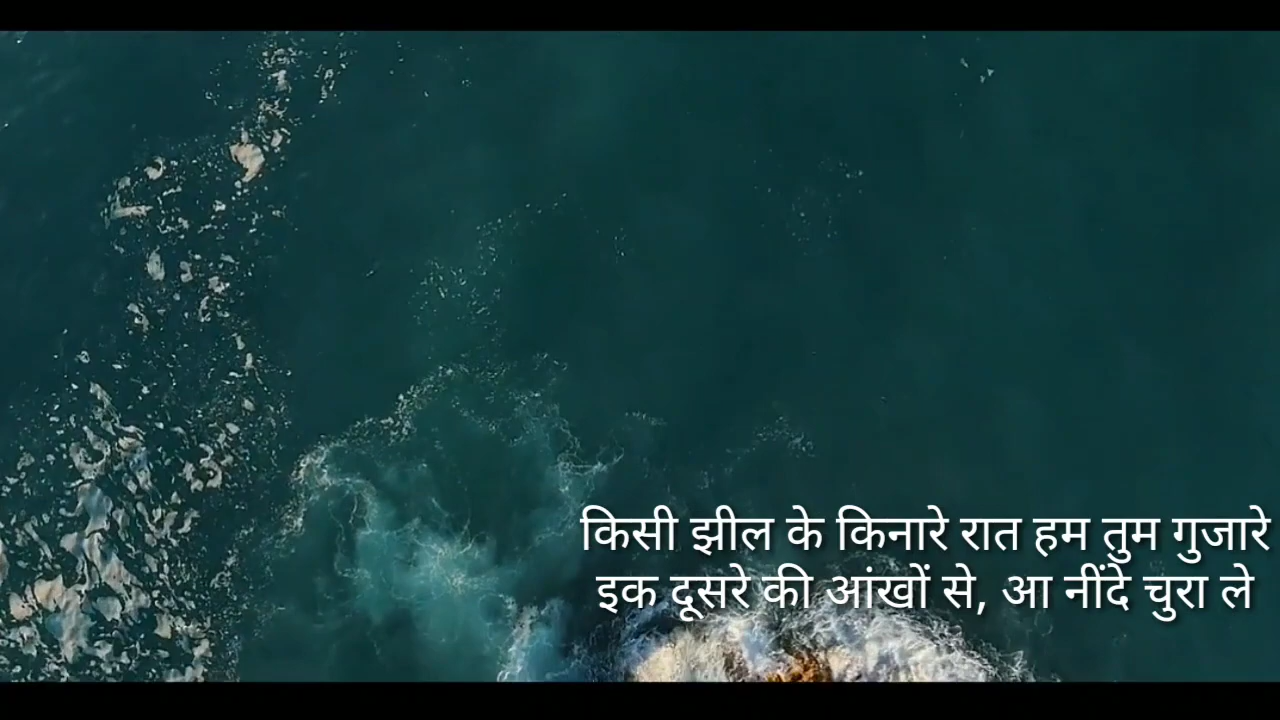 किसी झील के किनारे रात हम तुम गुजारे
इक दूसरे की आंखों से, आ नींदे चुरा ले